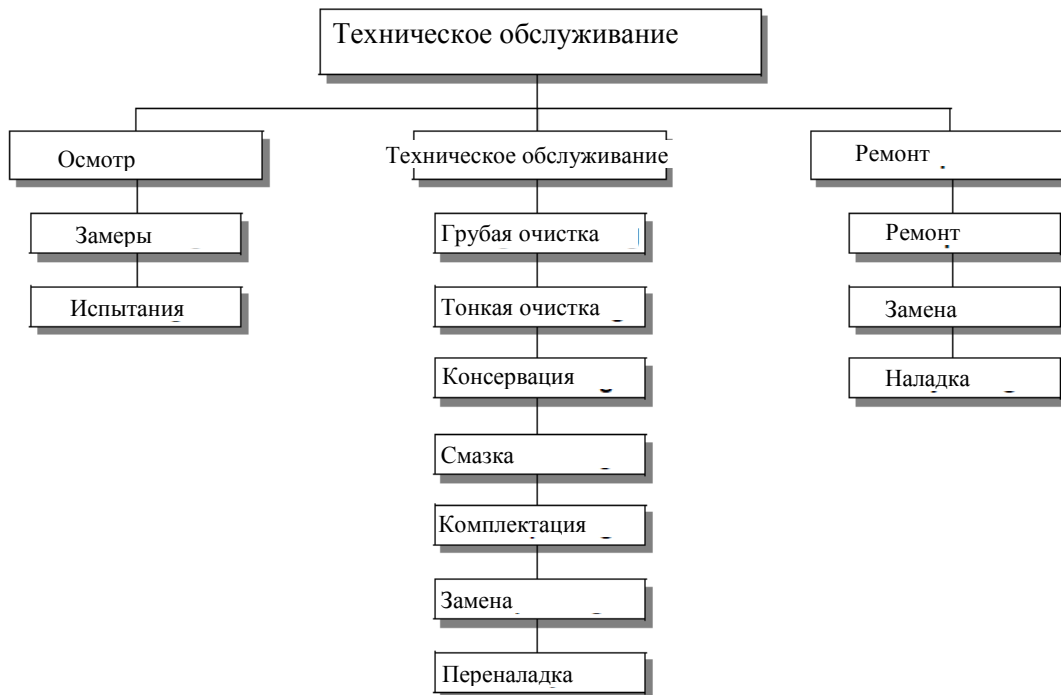 Техническое обслуживание
Осмотр
Замеры
Испытания
Техническое обслуживание
Грубая очистка
Тонкая очистка
Консервация
Смазка
Комплектация
Замена
Переналадка
Ремонт
Ремонт
Замена
Наладка